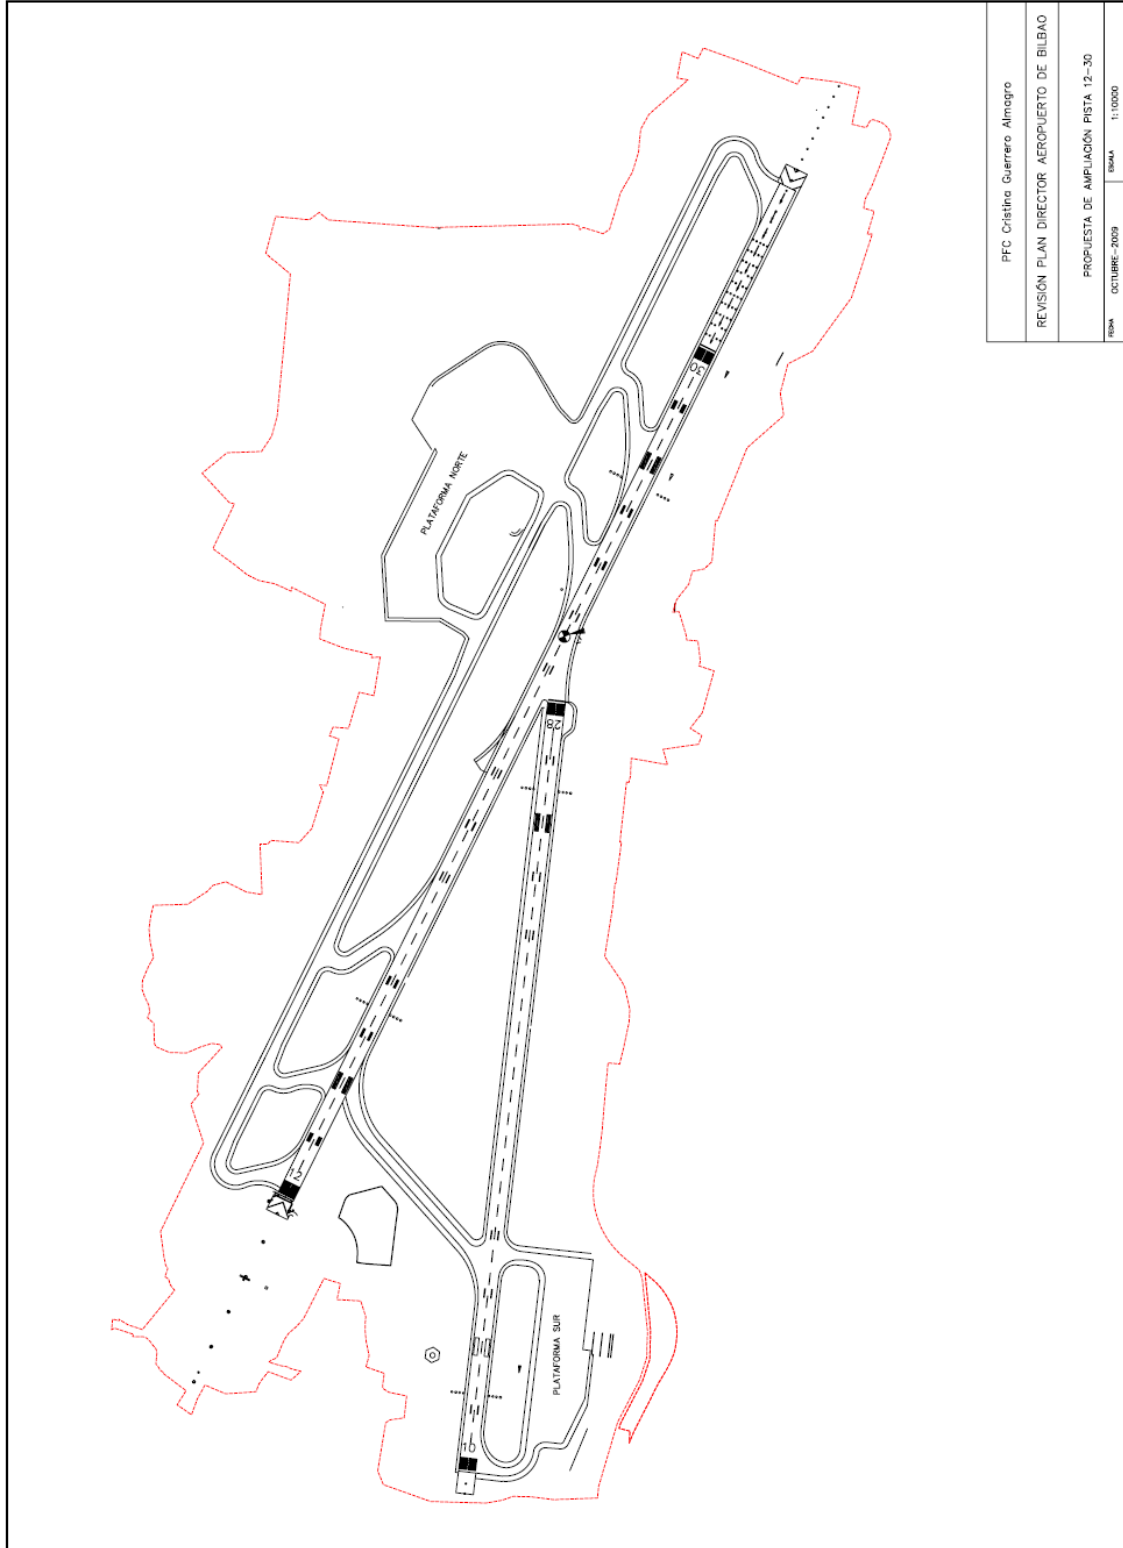 PFC Cristina Guerrero Almagro
REVISIÓN PLAN DIRECTOR AEROPUERTO DE BILBAO
PROPUESTA DE AMPLIACIÓN PISTA 12-30
FECHA OCTUBRE-2009 ESCALA 1:10000
30
PLATAFORMA NORTE
28
12
PLATAFORMA SUR
10